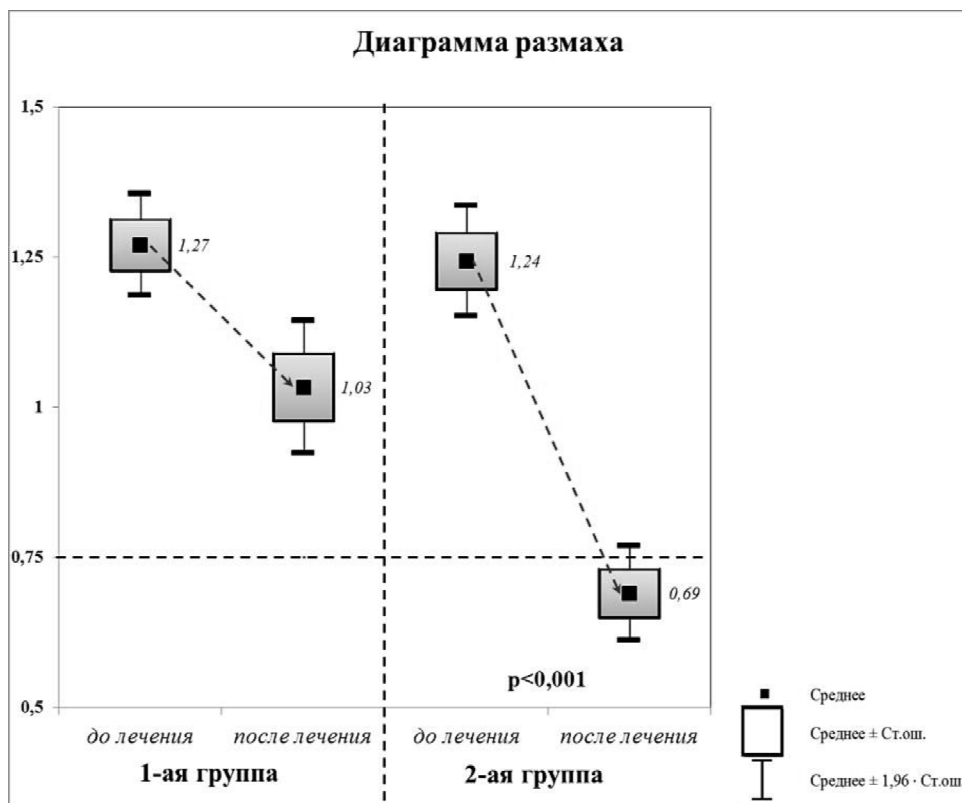 Диаграмма размаха
1,5
1,27
1,24
1,25
1,03
1
0,75
0,69
p<0,001
0,5
до лечения после лечения до лечения после лечения
1-ая группа 2-ая группа
Среднее
Среднее ± Ст.ош.
Среднее ± 1,96 · Ст.ош